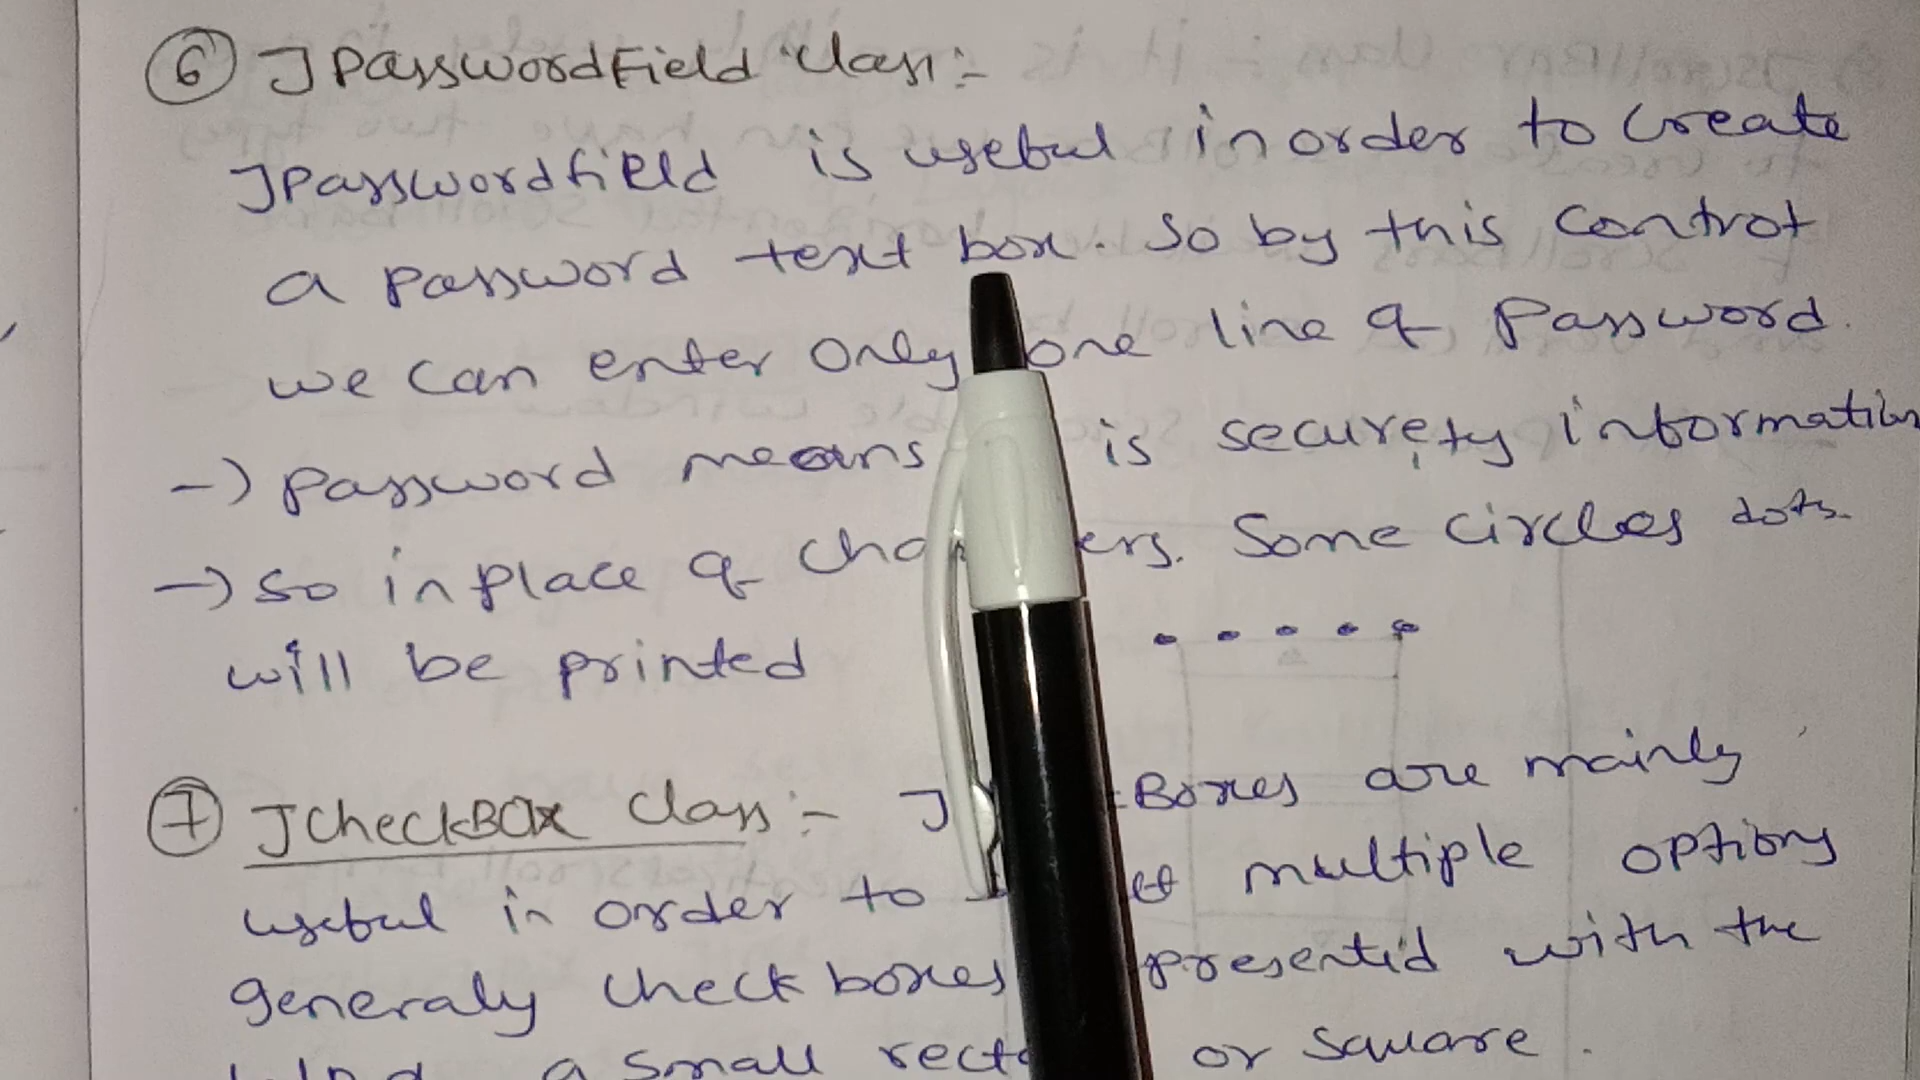 6 JPasswordField class:-
JPasswordfield is useful in order to create
a password text box. So by this control
we can enter only one line of Password.
-> password means is securety information
-> so in place of ers. Some circles dots
will be printed
7 JCheckBox Class:- J Boxes are mainly
useful in order to multiple options
generaly check boxes presented with the
a small or square.